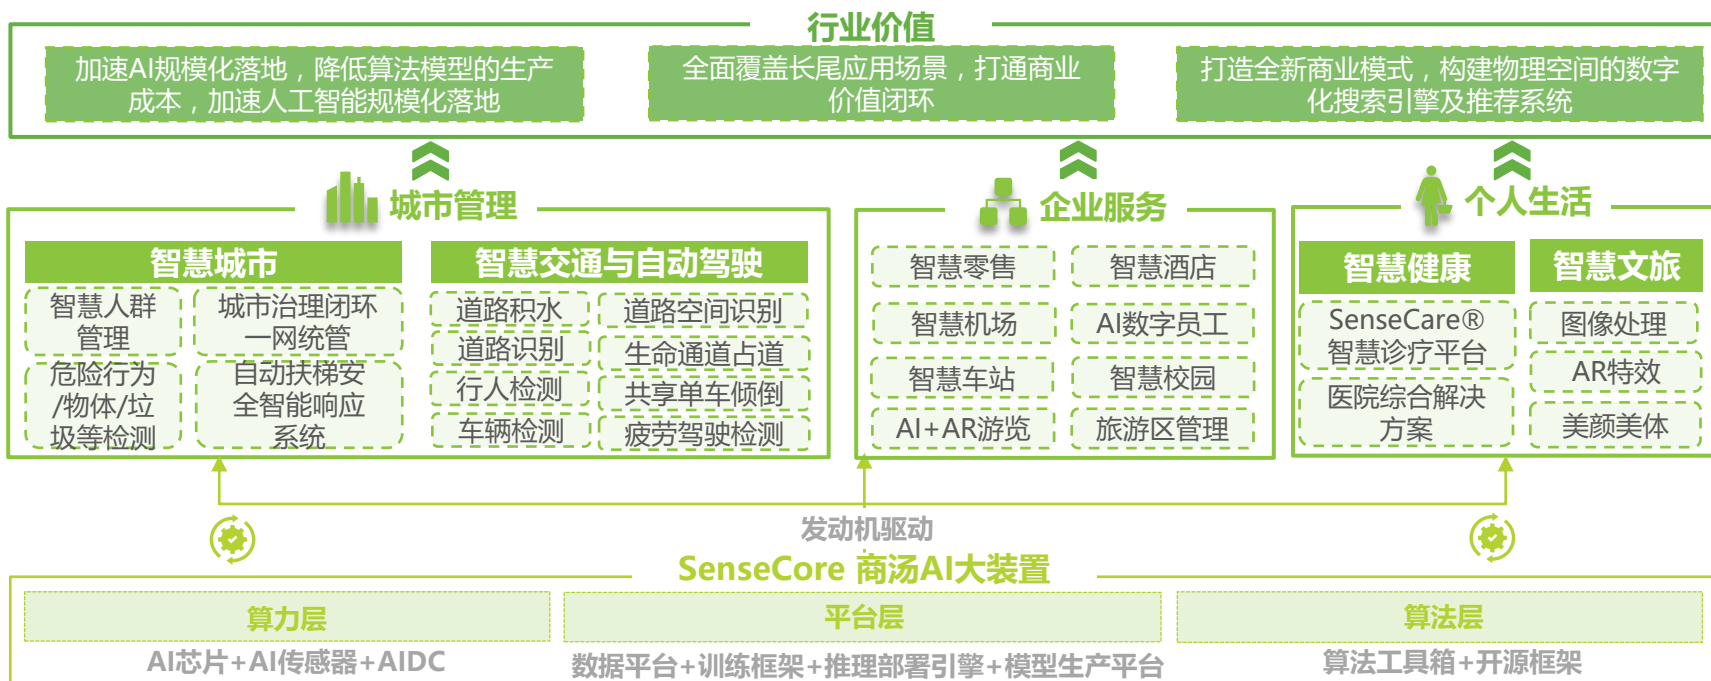 行业价值
加速AI规模化落地，降低算法模型的生产
成本，加速人工智能规模化落地
全面覆盖长尾应用场景，打通商业
价值闭环
打造全新商业模式，构建物理空间的数字
化搜索引擎及推荐系统
城市管理
智慧城市
智慧人群
管理
城市治理闭环
一网统管
危险行为
/物体/垃
圾等检测
自动扶梯安
全智能响应
系统
智慧交通与自动驾驶
道路积水
道路空间识别
道路识别
生命通道占道
行人检测
共享单车倾倒
车辆检测
疲劳驾驶检测
企业服务
智慧零售
智慧酒店
智慧机场
AI数字员工
智慧车站
智慧校园
AI+AR游览
旅游区管理
个人生活
智慧健康
SenseCare®
智慧诊疗平台
医院综合解决
方案
智慧文旅
图像处理
AR特效
美颜美体
发动机驱动
SenseCore 商汤AI大装置
算力层
AI芯片+AI传感器+AIDC
平台层
数据平台+训练框架+推理部署引擎+模型生产平台
算法层
算法工具箱+开源框架